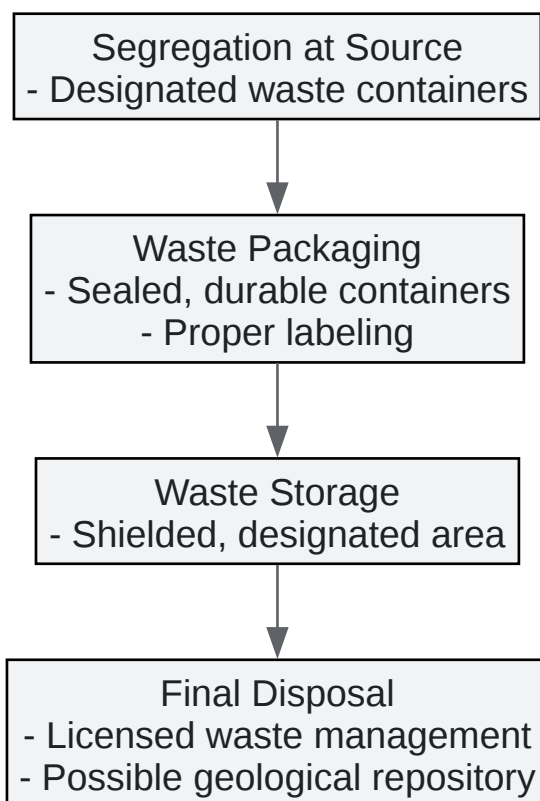 Segregation at Source
- Designated waste containers
Waste Packaging
- Sealed, durable containers
- Proper labeling
Waste Storage
- Shielded, designated area
Final Disposal
- Licensed waste management
- Possible geological repository